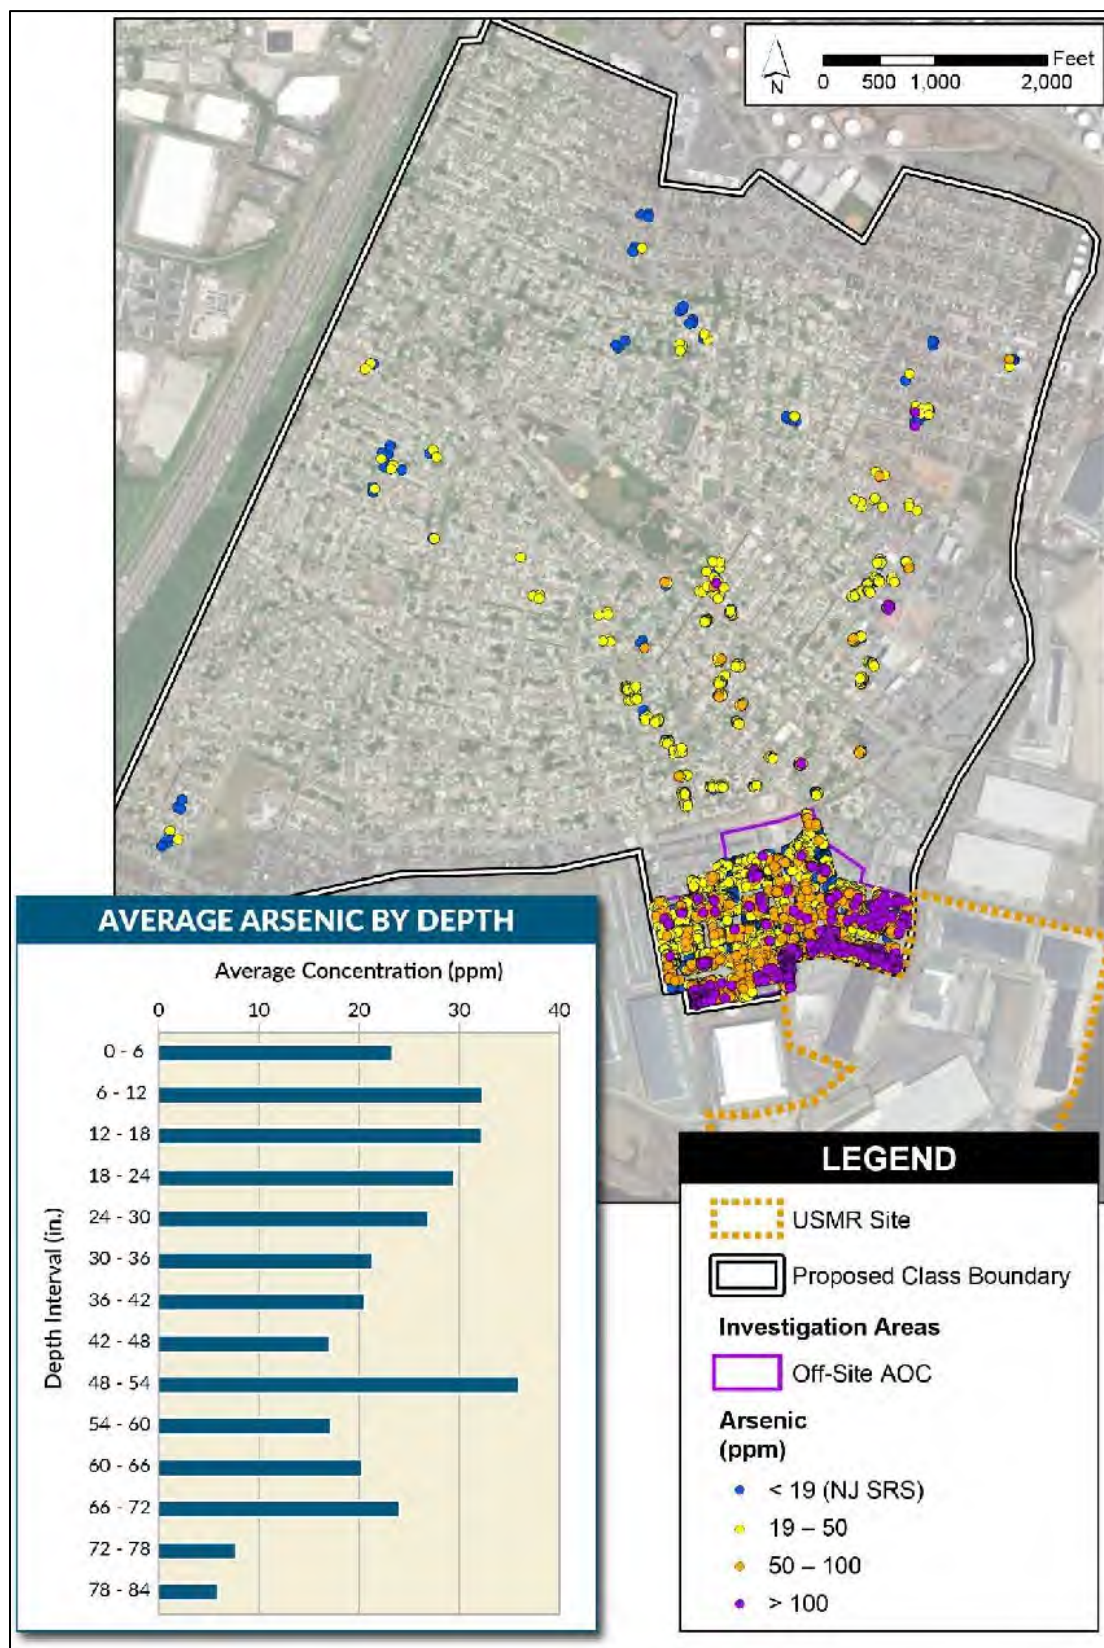 Feet
N
0 500 1,000 2,000
AVERAGE ARSENIC BY DEPTH
Average Concentration (ppm)
0 10 20 30 40
Depth Interval (in.)
0 - 6
6 - 12
12 - 18
18 - 24
24 - 30
30 - 36
36 - 42
42 - 48
48 - 54
54 - 60
60 - 66
66 - 72
72 - 78
78 - 84
LEGEND
USMR Site
Proposed Class Boundary
Investigation Areas
Off-Site AOC
Arsenic
(ppm)
< 19 (NJ SRS)
19 – 50
50 – 100
> 100